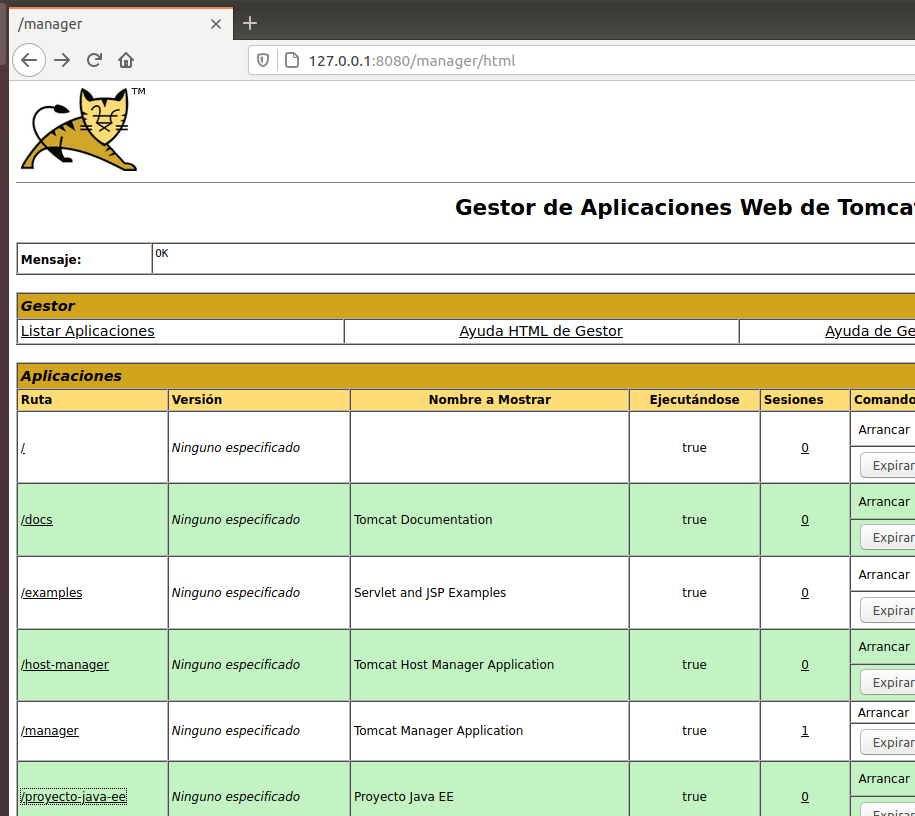 /manager
127.0.0.1:8080/manager/html
TM
Gestor de Aplicaciones Web de
Mensaje: OK
Gestor
Listar Aplicaciones Ayuda HTML de Gestor Ayuda de
Aplicaciones
Ruta Versión Nombre a Mostrar Ejecutándose Sesiones
/ Ninguno especificado true 0 Arrancar
Expirar
/docs Ninguno especificado Tomcat Documentation true 0 Arrancar
Expirar
/examples Ninguno especificado Servlet and JSP Examples true 0 Arrancar
Expirar
/host-manager Ninguno especificado Tomcat Host Manager Application true 0 Arrancar
Expirar
/manager Ninguno especificado Tomcat Manager Application true 1 Arrancar
Expirar
/proyecto-java-ee Ninguno especificado Proyecto Java EE true 0 Arrancar